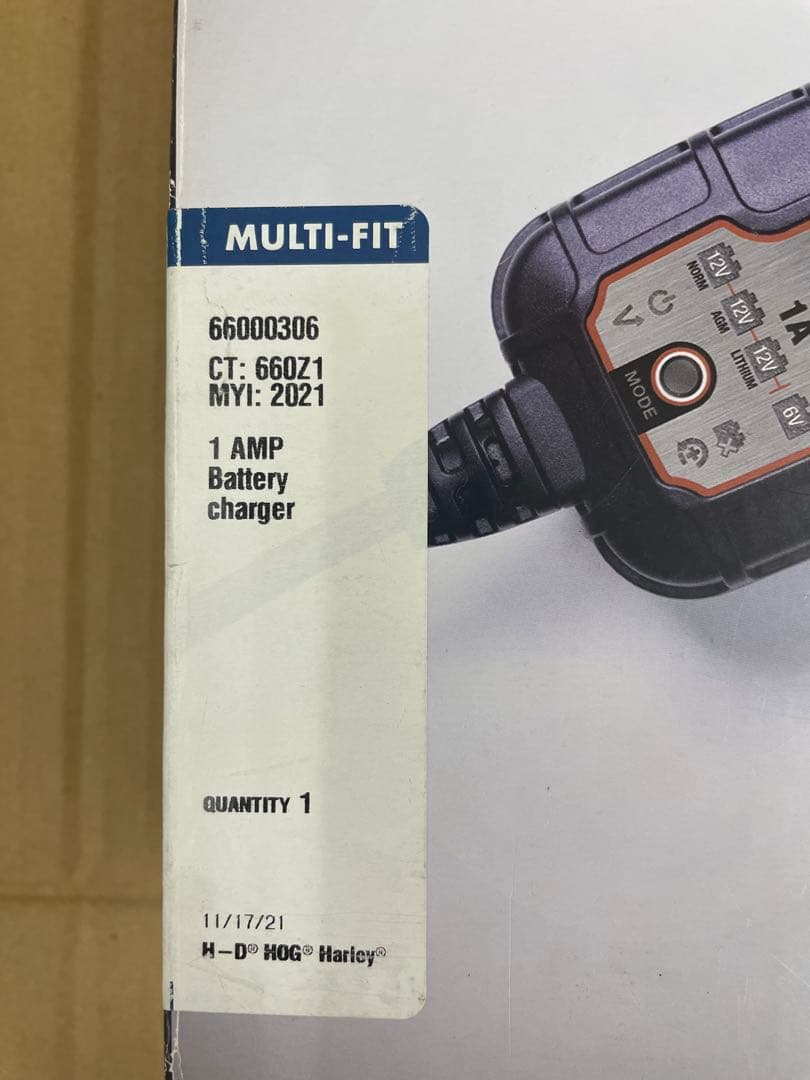 MULTI-FIT
66000306
CT: 660Z1
MYI: 2021
1 AMP
Battery
charger
QUANTITY 1
11/17/21
H-D® HOG® Harley®
12V
NORM
12V
AGM
12V
LITHIUM
6V
1A
V
MODE